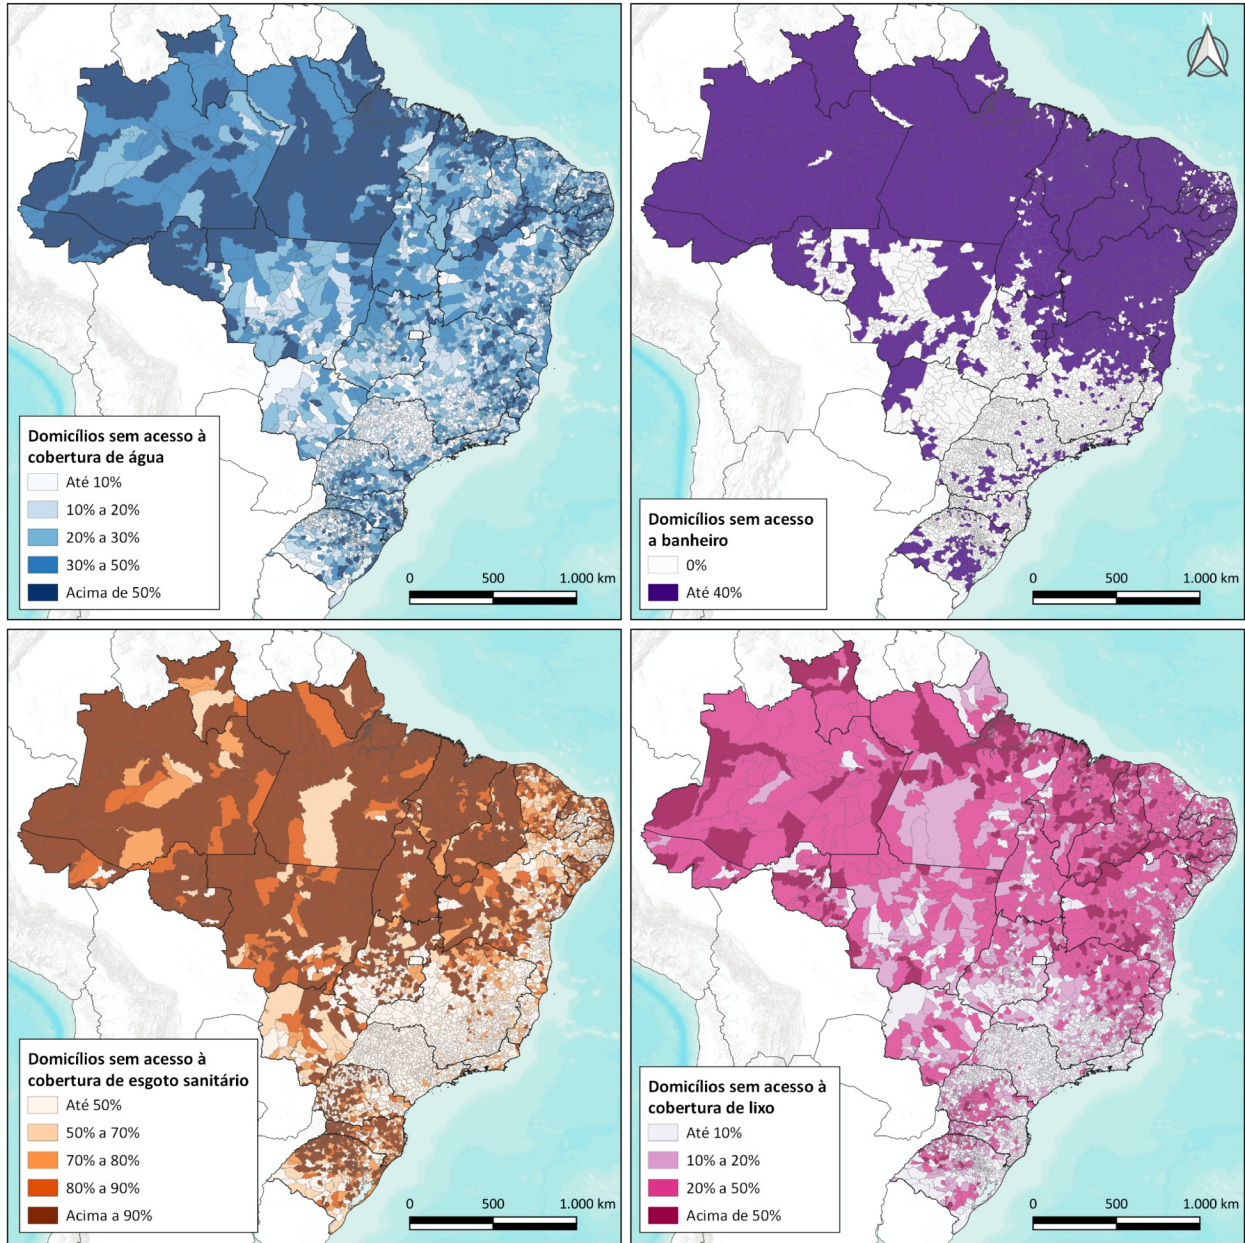 Domicílios sem acesso à
cobertura de água
Até 10%
10% a 20%
20% a 30%
30% a 50%
Acima de 50%
0 500 1.000 km
N
Domicílios sem acesso
a banheiro
0%
Até 40%
0 500 1.000 km
Domicílios sem acesso à
cobertura de esgoto sanitário
Até 50%
50% a 70%
70% a 80%
80% a 90%
Acima a 90%
0 500 1.000 km
Domicílios sem acesso à
cobertura de lixo
Até 10%
10% a 20%
20% a 50%
Acima de 50%
0 500 1.000 km